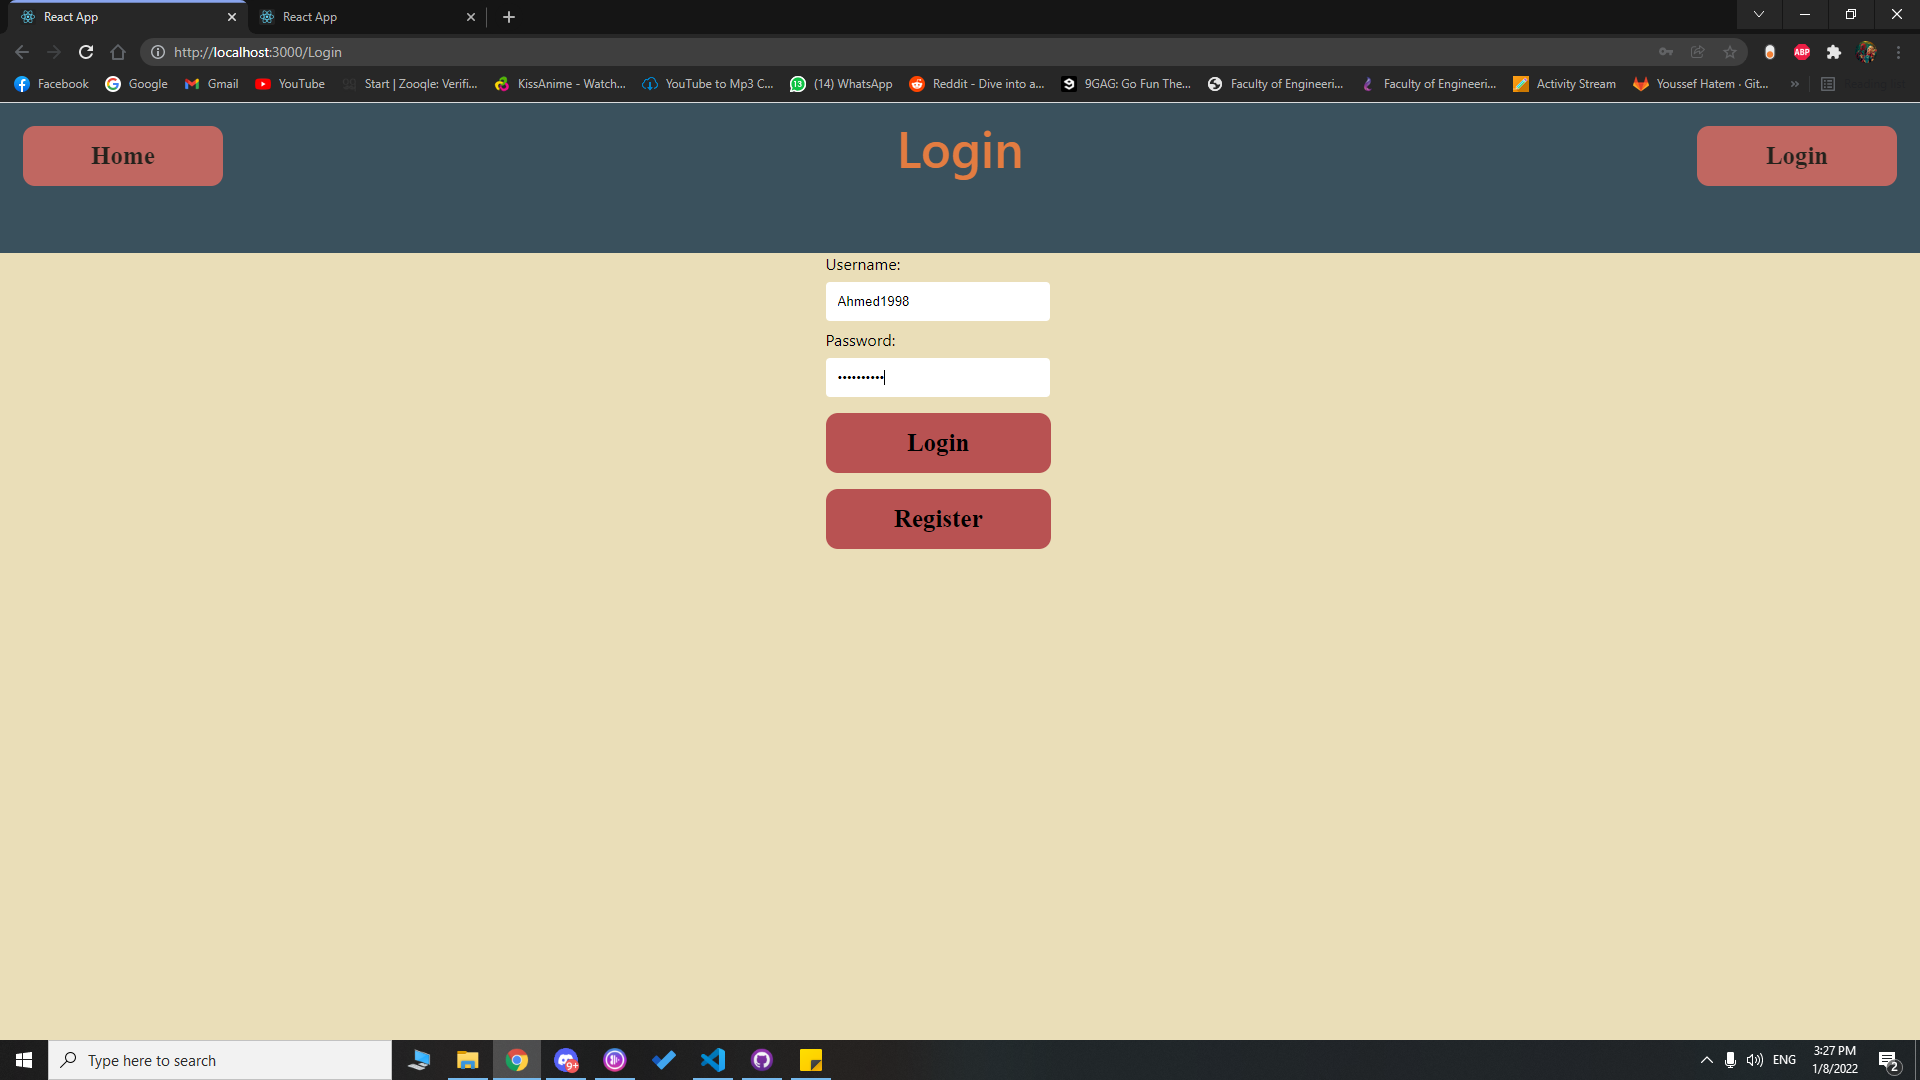 React App
React App
http://localhost:3000/Login
ABP
Facebook
Google
Gmail
YouTube
Start | Zooqle: Verifi...
KissAnime - Watch...
YouTube to Mp3 C...
13
(14) WhatsApp
Reddit - Dive into a...
9GAG: Go Fun The...
Faculty of Engineeri...
Faculty of Engineeri...
Activity Stream
Youssef Hatem · Git...
»
Home
Login
Login
Username:
Ahmed1998
Password:
••••••••••
Login
Register
Type here to search
9+
ENG
3:27 PM
1/8/2022
2